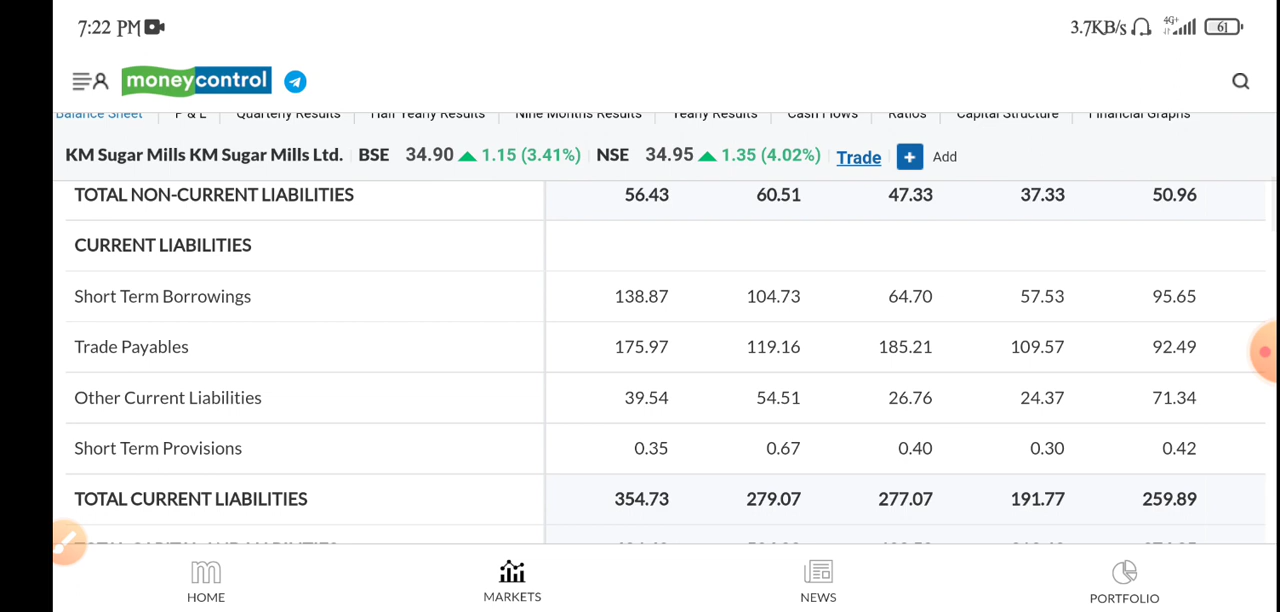 7:22 PM 3.7KB/s 4G+ 61
moneycontrol
Balance Sheet P & L Quarterly Results Half Yearly Results Nine Months Results Yearly Results Cash Flows Ratios Capital Structure Financial Graphs
KM Sugar Mills KM Sugar Mills Ltd. BSE 34.90 1.15 (3.41%) NSE 34.95 1.35 (4.02%) Trade + Add
TOTAL NON-CURRENT LIABILITIES 56.43 60.51 47.33 37.33 50.96
CURRENT LIABILITIES
Short Term Borrowings 138.87 104.73 64.70 57.53 95.65
Trade Payables 175.97 119.16 185.21 109.57 92.49
Other Current Liabilities 39.54 54.51 26.76 24.37 71.34
Short Term Provisions 0.35 0.67 0.40 0.30 0.42
TOTAL CURRENT LIABILITIES 354.73 279.07 277.07 191.77 259.89
TOTAL CAPITAL AND LIABILITIES
HOME MARKETS NEWS PORTFOLIO